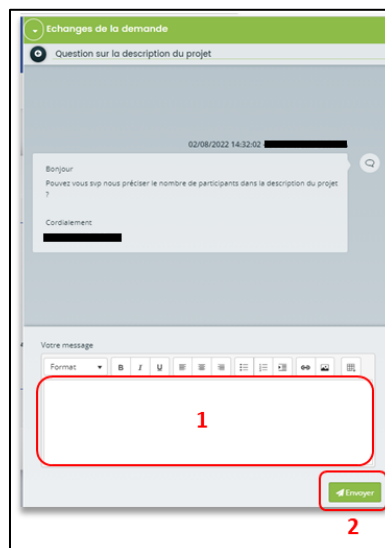 Echanges de la demande
Question sur la description du projet
02/08/2022 14:32:02
Bonjour
Pouvez vous svp nous préciser le nombre de participants dans la description du projet
?
Cordialement
Votre message
Format B I U
1
Envoyer
2